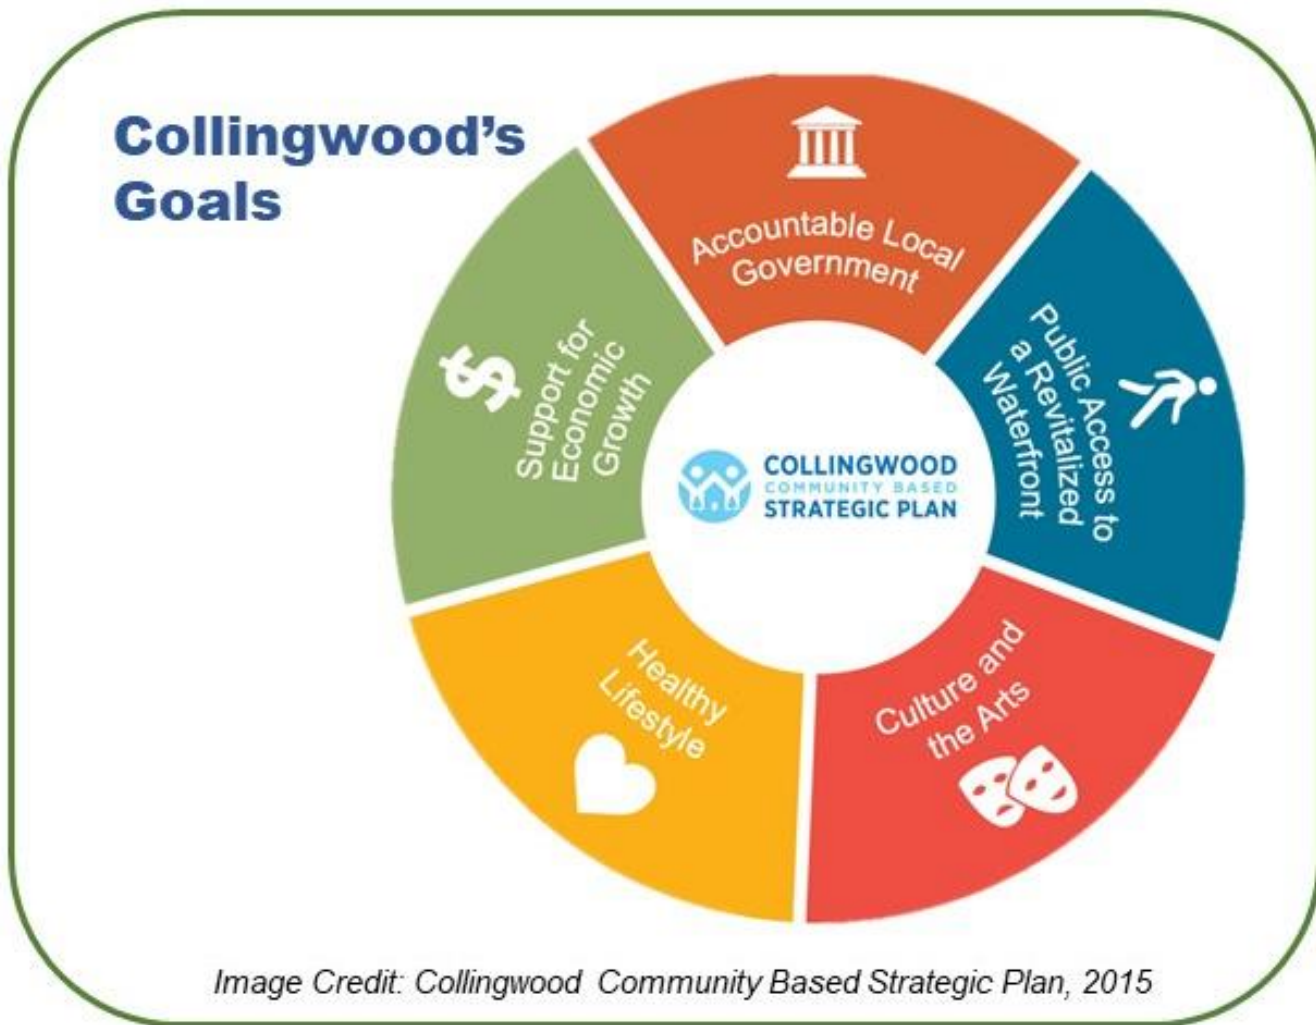 Collingwood's
Goals
Accountable Local
Government
Public Access to
a Revitalized
Waterfront
Culture and
the Arts
Healthy
Lifestyle
$
Support for
Economic
Growth
COLLINGWOOD
COMMUNITY BASED
STRATEGIC PLAN
Image Credit: Collingwood Community Based Strategic Plan, 2015